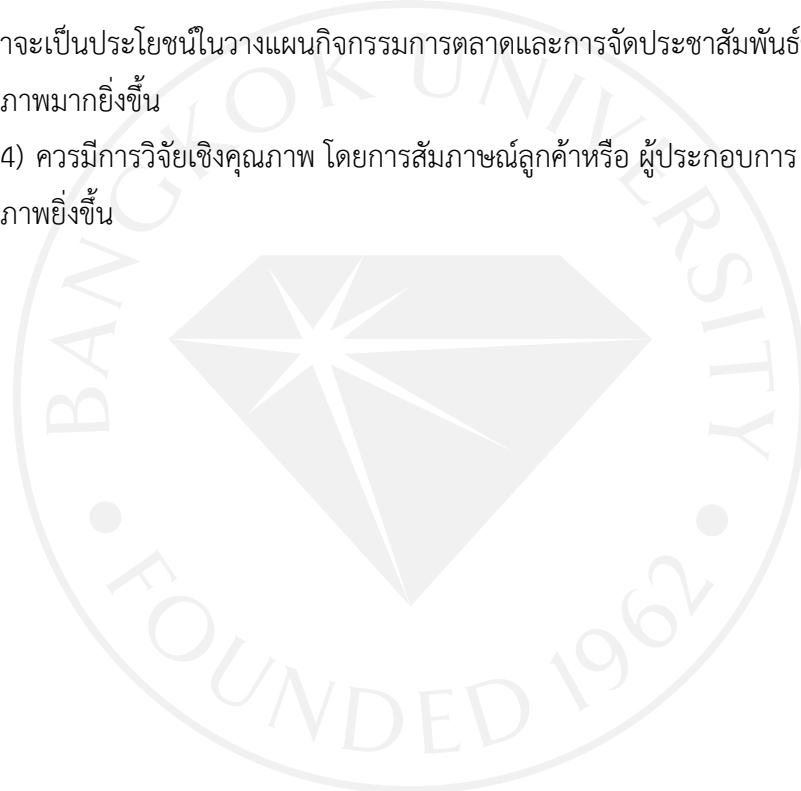 าจะเป็นประโยชน์ในวางแผนกิจกรรมการตลาดและการจัดประชาสัมพันธ์
ภาพมากยิ่งขึ้น
4) ควรมีการวิจัยเชิงคุณภาพ โดยการสัมภาษณ์ลูกค้าหรือ ผู้ประกอบการ
ภาพยิ่งขึ้น
BANGKOK UNIVERSITY
FOUNDED 1962